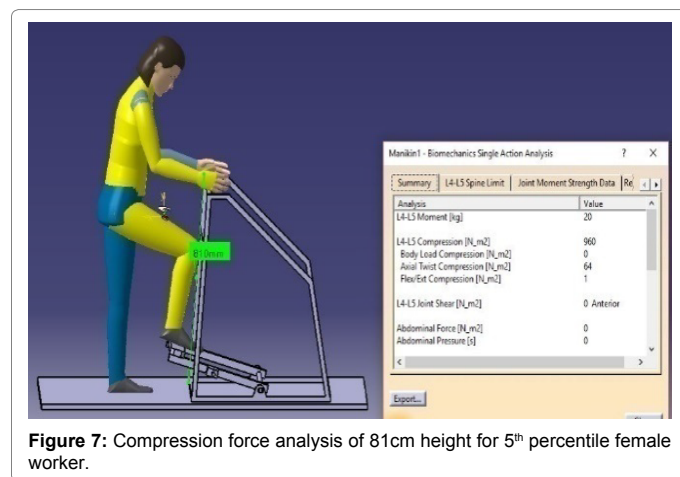 810mm
Manikin1 - Biomechanics Single Action Analysis ? X
Summary L4-L5 Spine Limit Joint Moment Strength Data Re
Analysis Value
L4-L5 Moment [kg] 20
L4-L5 Compression [N_m2] 960
Body Load Compression [N_m2] 0
Axial Twist Compression [N_m2] 64
Flex/Ext Compression [N_m2] 1
L4-L5 Joint Shear [N_m2] 0 Anterior
Abdominal Force [N_m2] 0
Abdominal Pressure [s] 0
Export...
Figure 7: Compression force analysis of 81cm height for 5th percentile female
worker.